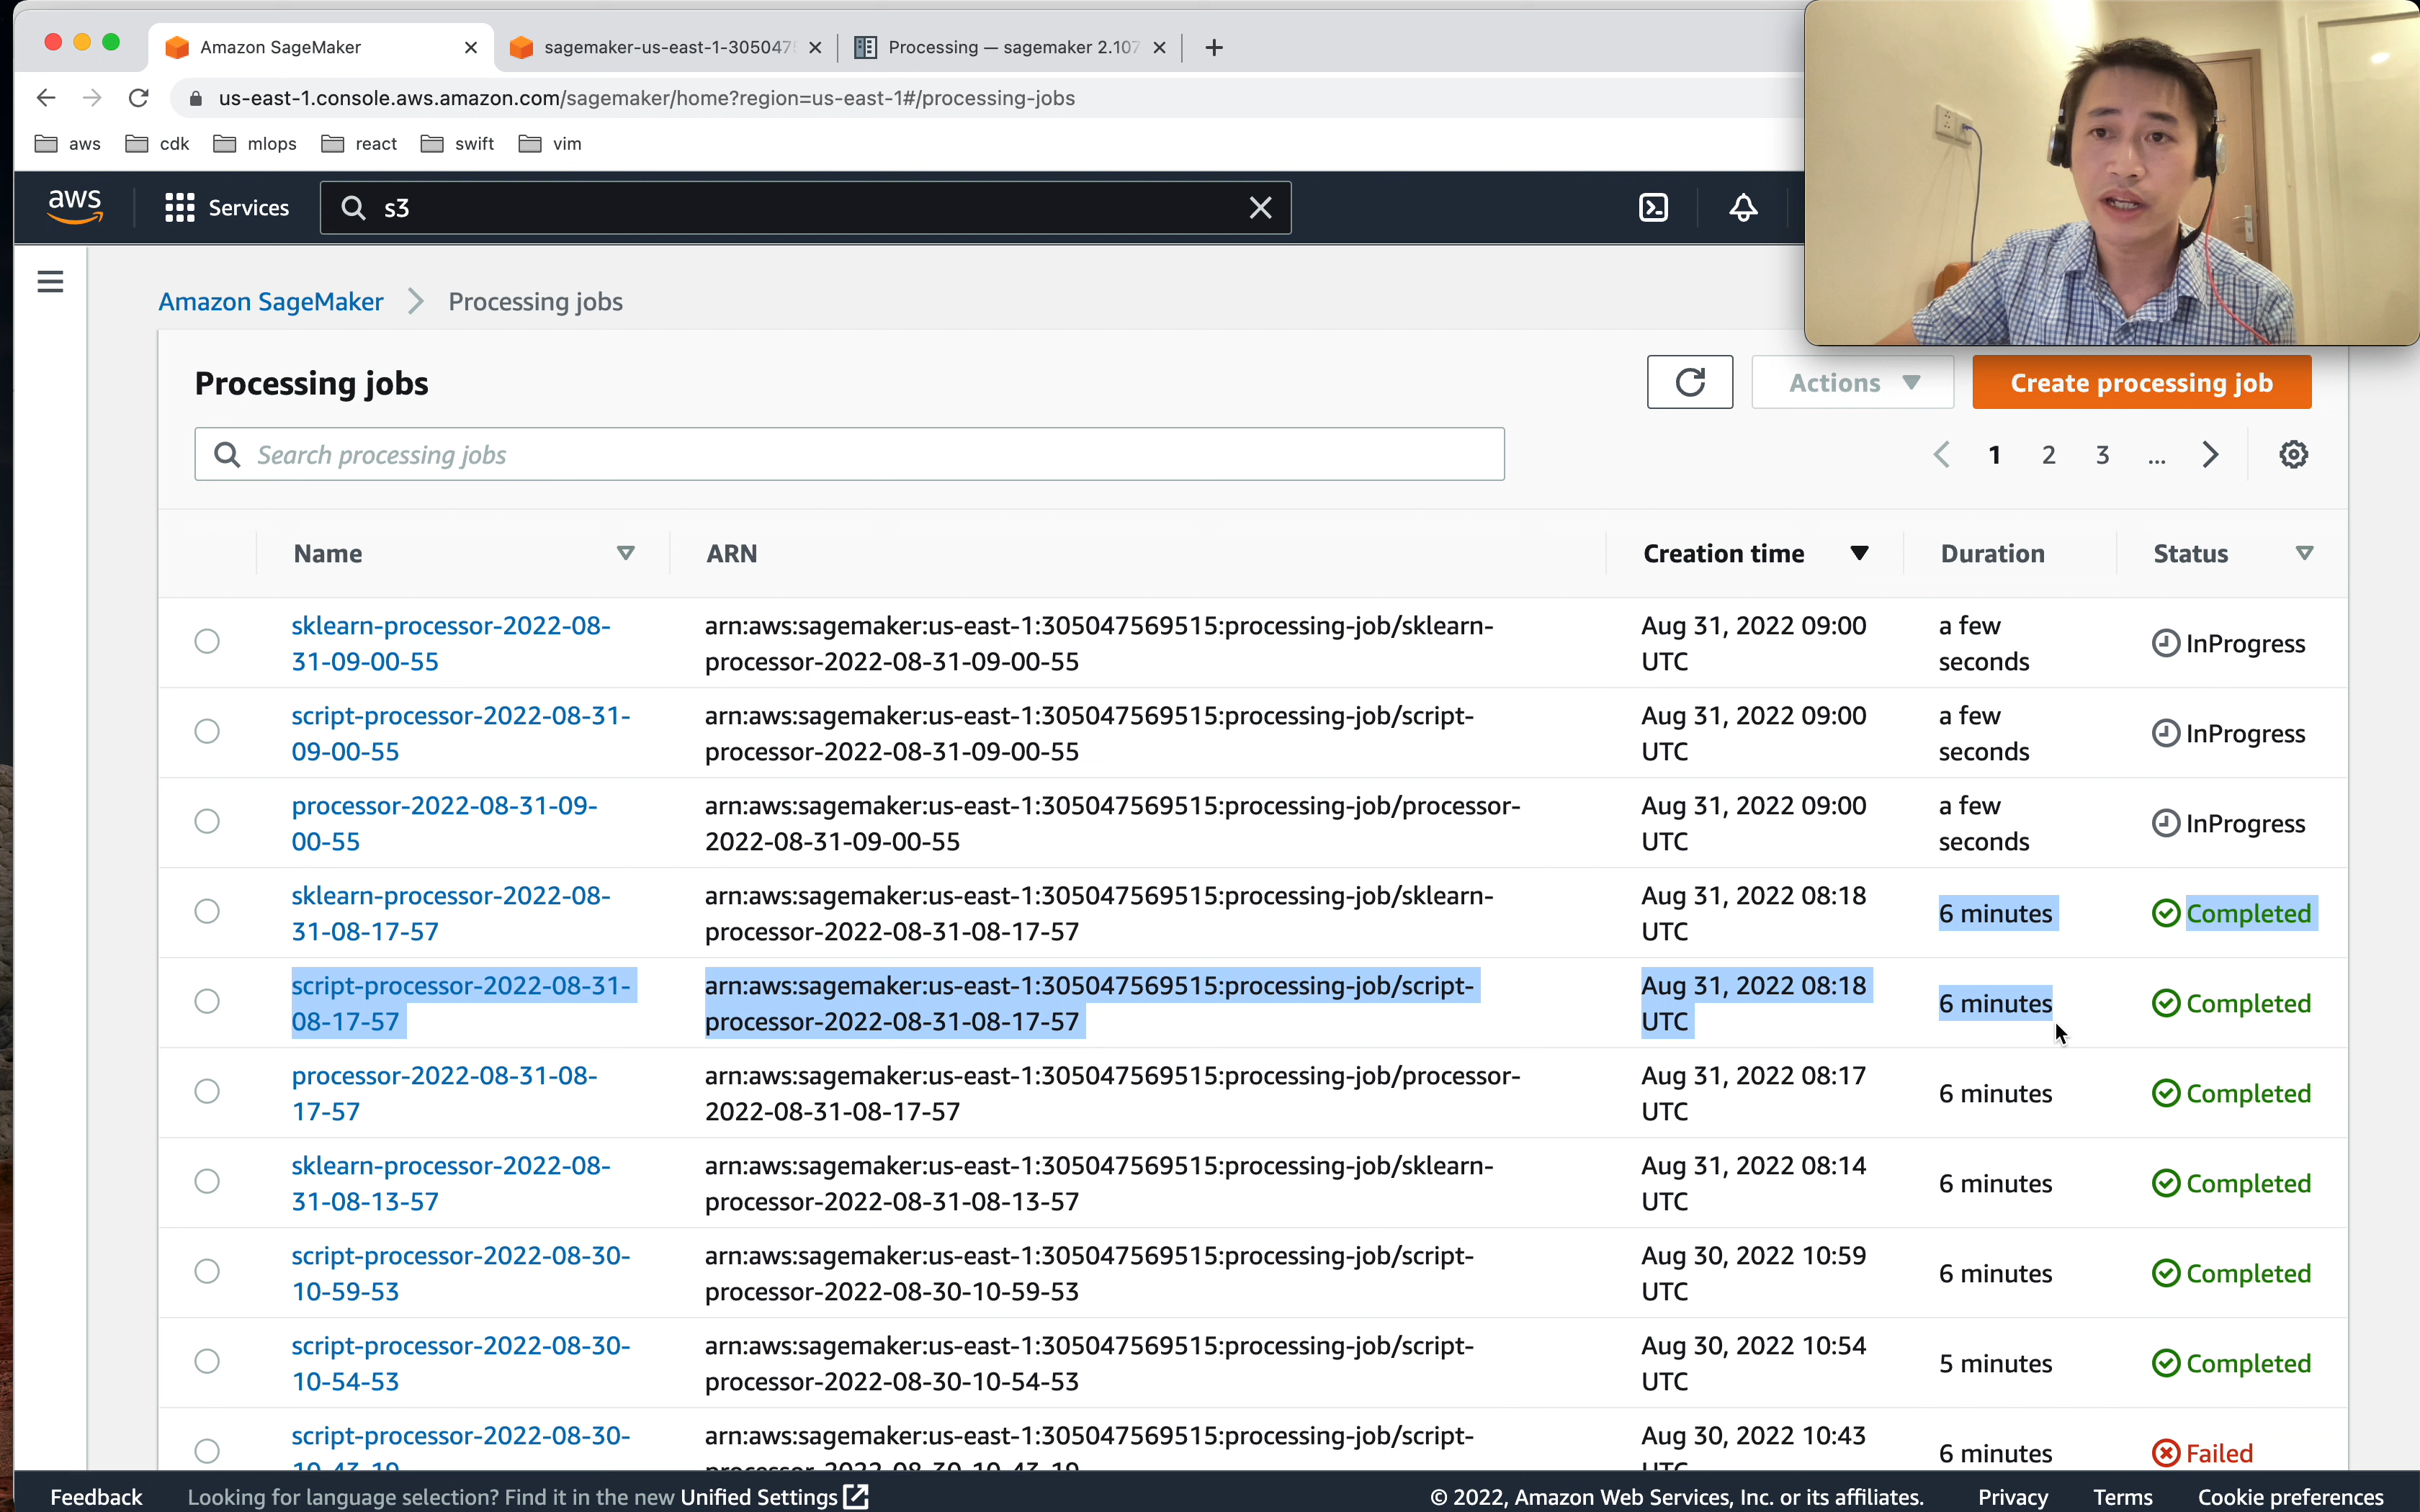 Amazon SageMaker
sagemaker-us-east-1-305047
Processing — sagemaker 2.107
us-east-1.console.aws.amazon.com/sagemaker/home?region=us-east-1#/processing-jobs
aws cdk mlops react swift vim
aws Services s3
Amazon SageMaker Processing jobs
Processing jobs Actions Create processing job
Search processing jobs 1 2 3 ...
Name ARN Creation time Duration Status
sklearn-processor-2022-08- arn:aws:sagemaker:us-east-1:305047569515:processing-job/sklearn- Aug 31, 2022 09:00 a few InProgress
31-09-00-55 processor-2022-08-31-09-00-55 UTC seconds
script-processor-2022-08-31- arn:aws:sagemaker:us-east-1:305047569515:processing-job/script- Aug 31, 2022 09:00 a few InProgress
09-00-55 processor-2022-08-31-09-00-55 UTC seconds
processor-2022-08-31-09- arn:aws:sagemaker:us-east-1:305047569515:processing-job/processor- Aug 31, 2022 09:00 a few InProgress
00-55 2022-08-31-09-00-55 UTC seconds
sklearn-processor-2022-08- arn:aws:sagemaker:us-east-1:305047569515:processing-job/sklearn- Aug 31, 2022 08:18 6 minutes Completed
31-08-17-57 processor-2022-08-31-08-17-57 UTC
script-processor-2022-08-31- arn:aws:sagemaker:us-east-1:305047569515:processing-job/script- Aug 31, 2022 08:18 6 minutes Completed
08-17-57 processor-2022-08-31-08-17-57 UTC
processor-2022-08-31-08- arn:aws:sagemaker:us-east-1:305047569515:processing-job/processor- Aug 31, 2022 08:17 6 minutes Completed
17-57 2022-08-31-08-17-57 UTC
sklearn-processor-2022-08- arn:aws:sagemaker:us-east-1:305047569515:processing-job/sklearn- Aug 31, 2022 08:14 6 minutes Completed
31-08-13-57 processor-2022-08-31-08-13-57 UTC
script-processor-2022-08-30- arn:aws:sagemaker:us-east-1:305047569515:processing-job/script- Aug 30, 2022 10:59 6 minutes Completed
10-59-53 processor-2022-08-30-10-59-53 UTC
script-processor-2022-08-30- arn:aws:sagemaker:us-east-1:305047569515:processing-job/script- Aug 30, 2022 10:54 5 minutes Completed
10-54-53 processor-2022-08-30-10-54-53 UTC
script-processor-2022-08-30- arn:aws:sagemaker:us-east-1:305047569515:processing-job/script- Aug 30, 2022 10:43 6 minutes Failed
10-43-19 processor-2022-08-30-10-43-19 UTC
Feedback Looking for language selection? Find it in the new Unified Settings © 2022, Amazon Web Services, Inc. or its affiliates. Privacy Terms Cookie preferences